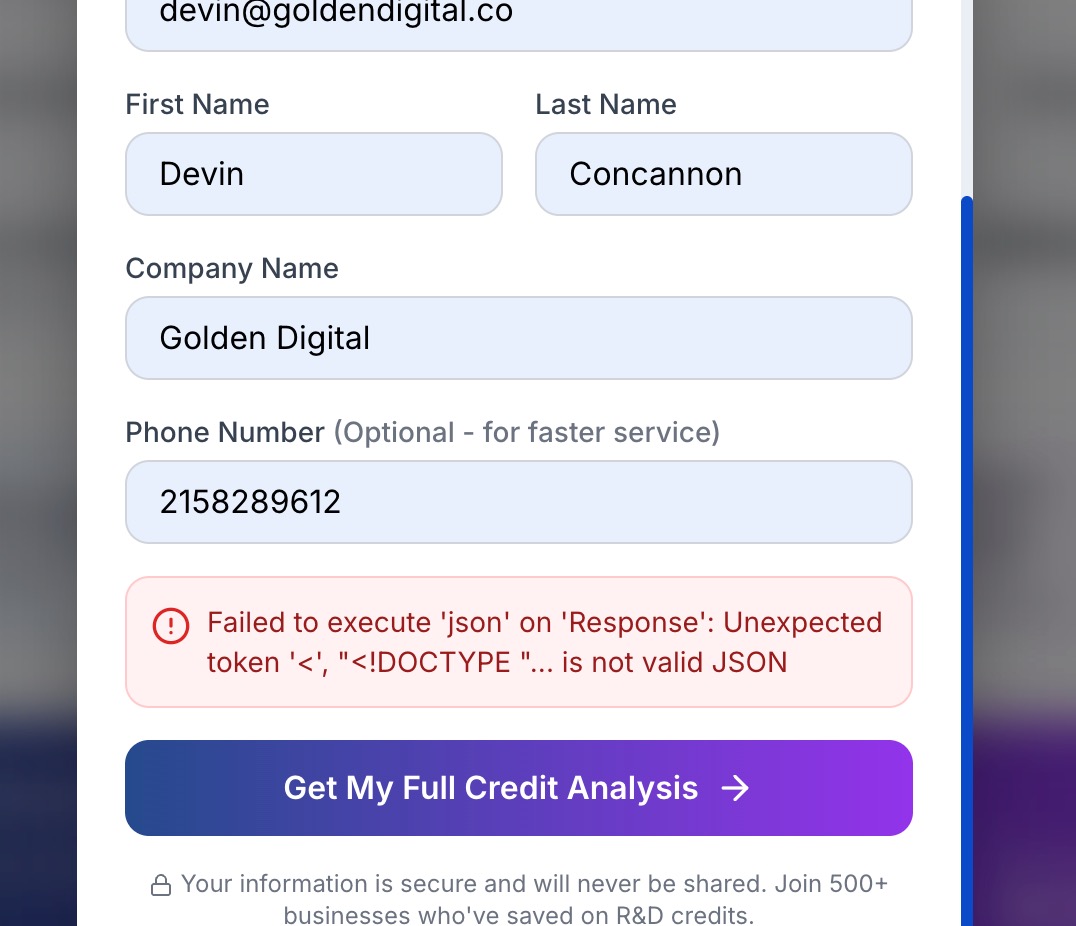 devin@goldendigital.co
First Name
Last Name
Devin
Concannon
Company Name
Golden Digital
Phone Number (Optional - for faster service)
2158289612
Failed to execute 'json' on 'Response': Unexpected
token '<', "<!DOCTYPE "... is not valid JSON
Get My Full Credit Analysis →
Your information is secure and will never be shared. Join 500+
businesses who've saved on R&D credits.